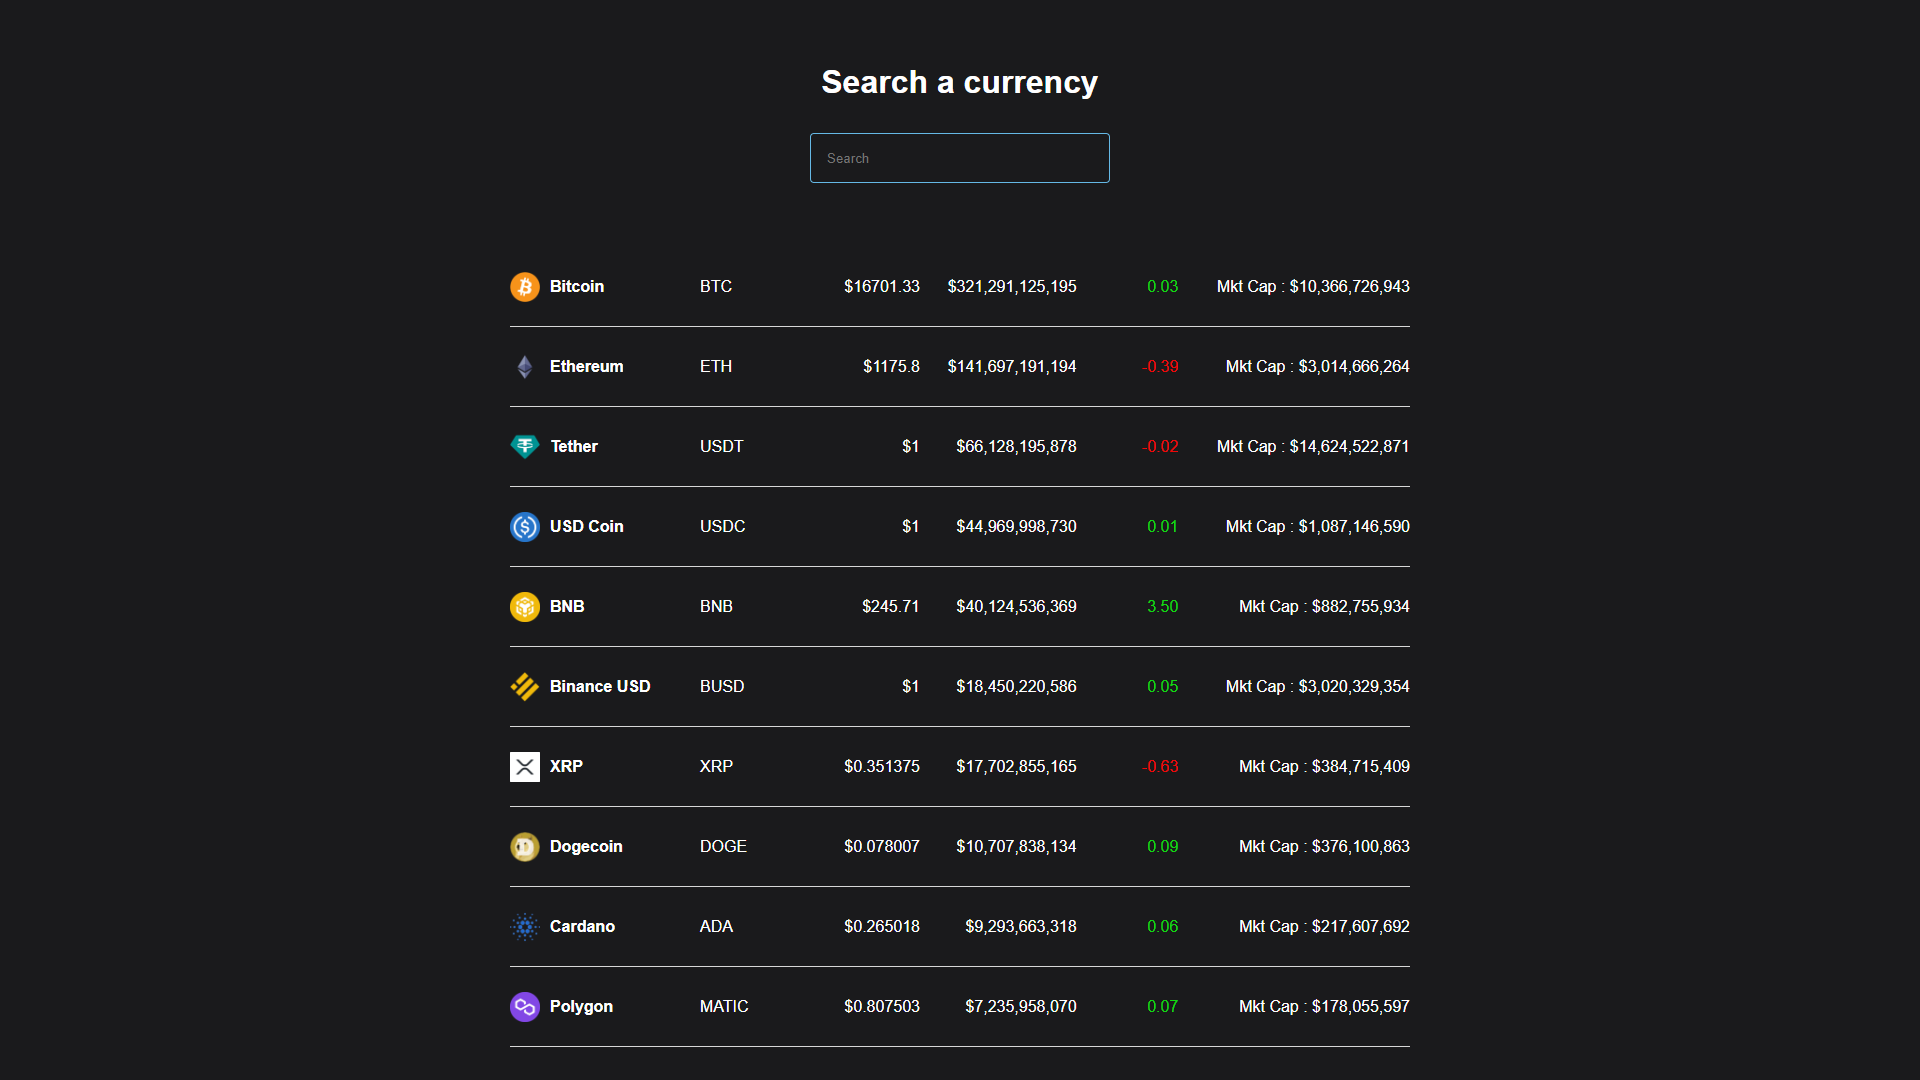 Search a currency
Search
Bitcoin BTC $16701.33 $321,291,125,195 0.03 Mkt Cap : $10,366,726,943
Ethereum ETH $1175.8 $141,697,191,194 -0.39 Mkt Cap : $3,014,666,264
Tether USDT $1 $66,128,195,878 -0.02 Mkt Cap : $14,624,522,871
USD Coin USDC $1 $44,969,998,730 0.01 Mkt Cap : $1,087,146,590
BNB BNB $245.71 $40,124,536,369 3.50 Mkt Cap : $882,755,934
Binance USD BUSD $1 $18,450,220,586 0.05 Mkt Cap : $3,020,329,354
XRP XRP $0.351375 $17,702,855,165 -0.63 Mkt Cap : $384,715,409
Dogecoin DOGE $0.078007 $10,707,838,134 0.09 Mkt Cap : $376,100,863
Cardano ADA $0.265018 $9,293,663,318 0.06 Mkt Cap : $217,607,692
Polygon MATIC $0.807503 $7,235,958,070 0.07 Mkt Cap : $178,055,597